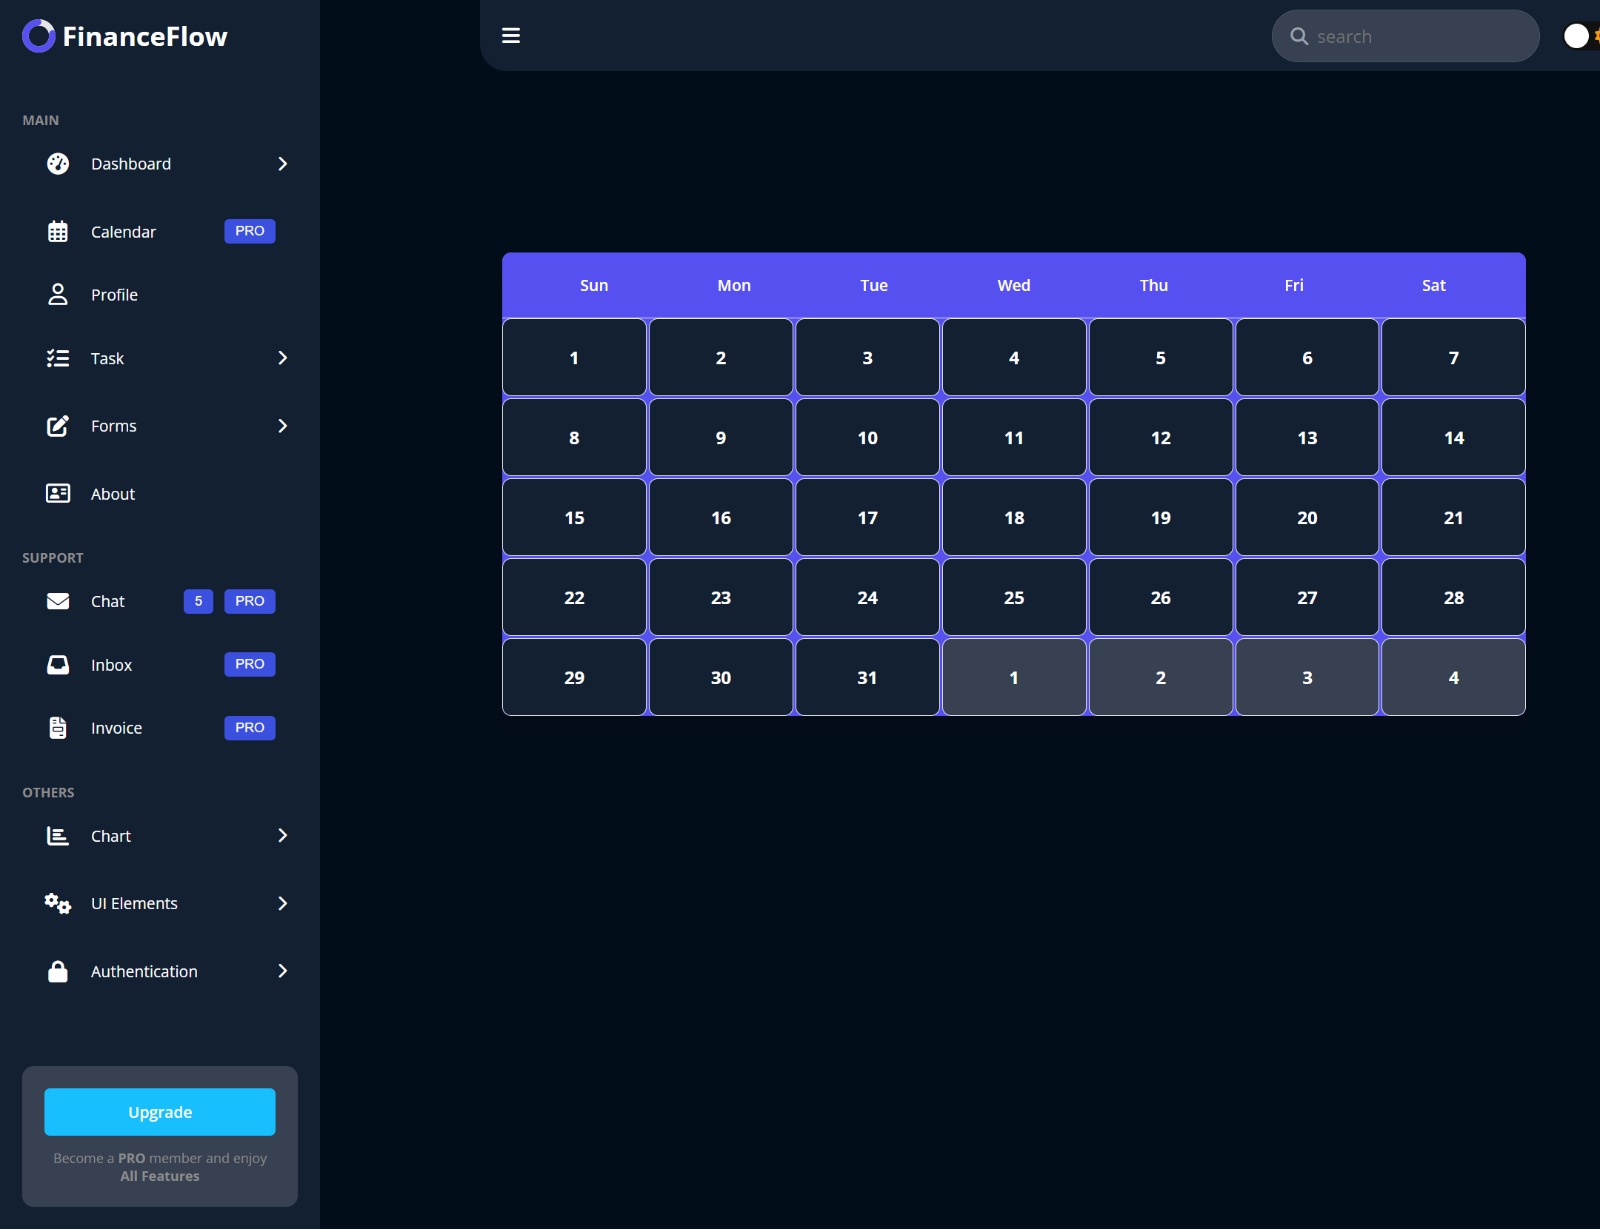 FinanceFlow
search
MAIN
Dashboard
Calendar PRO
Profile
Task
Forms
About
SUPPORT
Chat 5 PRO
Inbox PRO
Invoice PRO
OTHERS
Chart
UI Elements
Authentication
Upgrade
Become a PRO member and enjoy
All Features
Sun Mon Tue Wed Thu Fri Sat
1 2 3 4 5 6 7
8 9 10 11 12 13 14
15 16 17 18 19 20 21
22 23 24 25 26 27 28
29 30 31 1 2 3 4